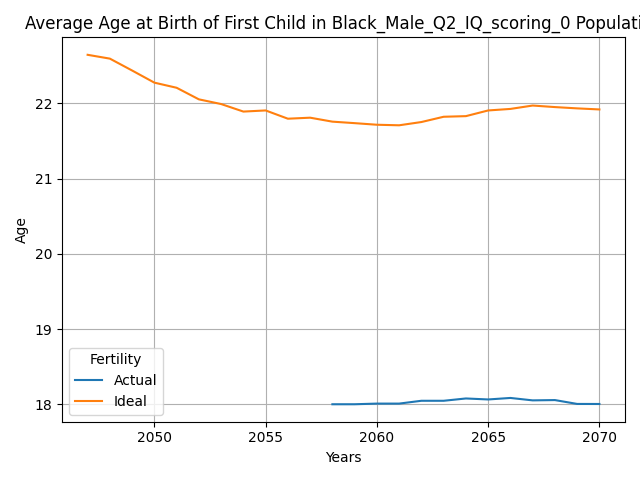 Average Age at Birth of First Child in Black_Male_Q2_IQ_scoring_0 Populati
22
21
20
19
18
Age
Fertility
Actual
Ideal
2050 2055 2060 2065 2070
Years